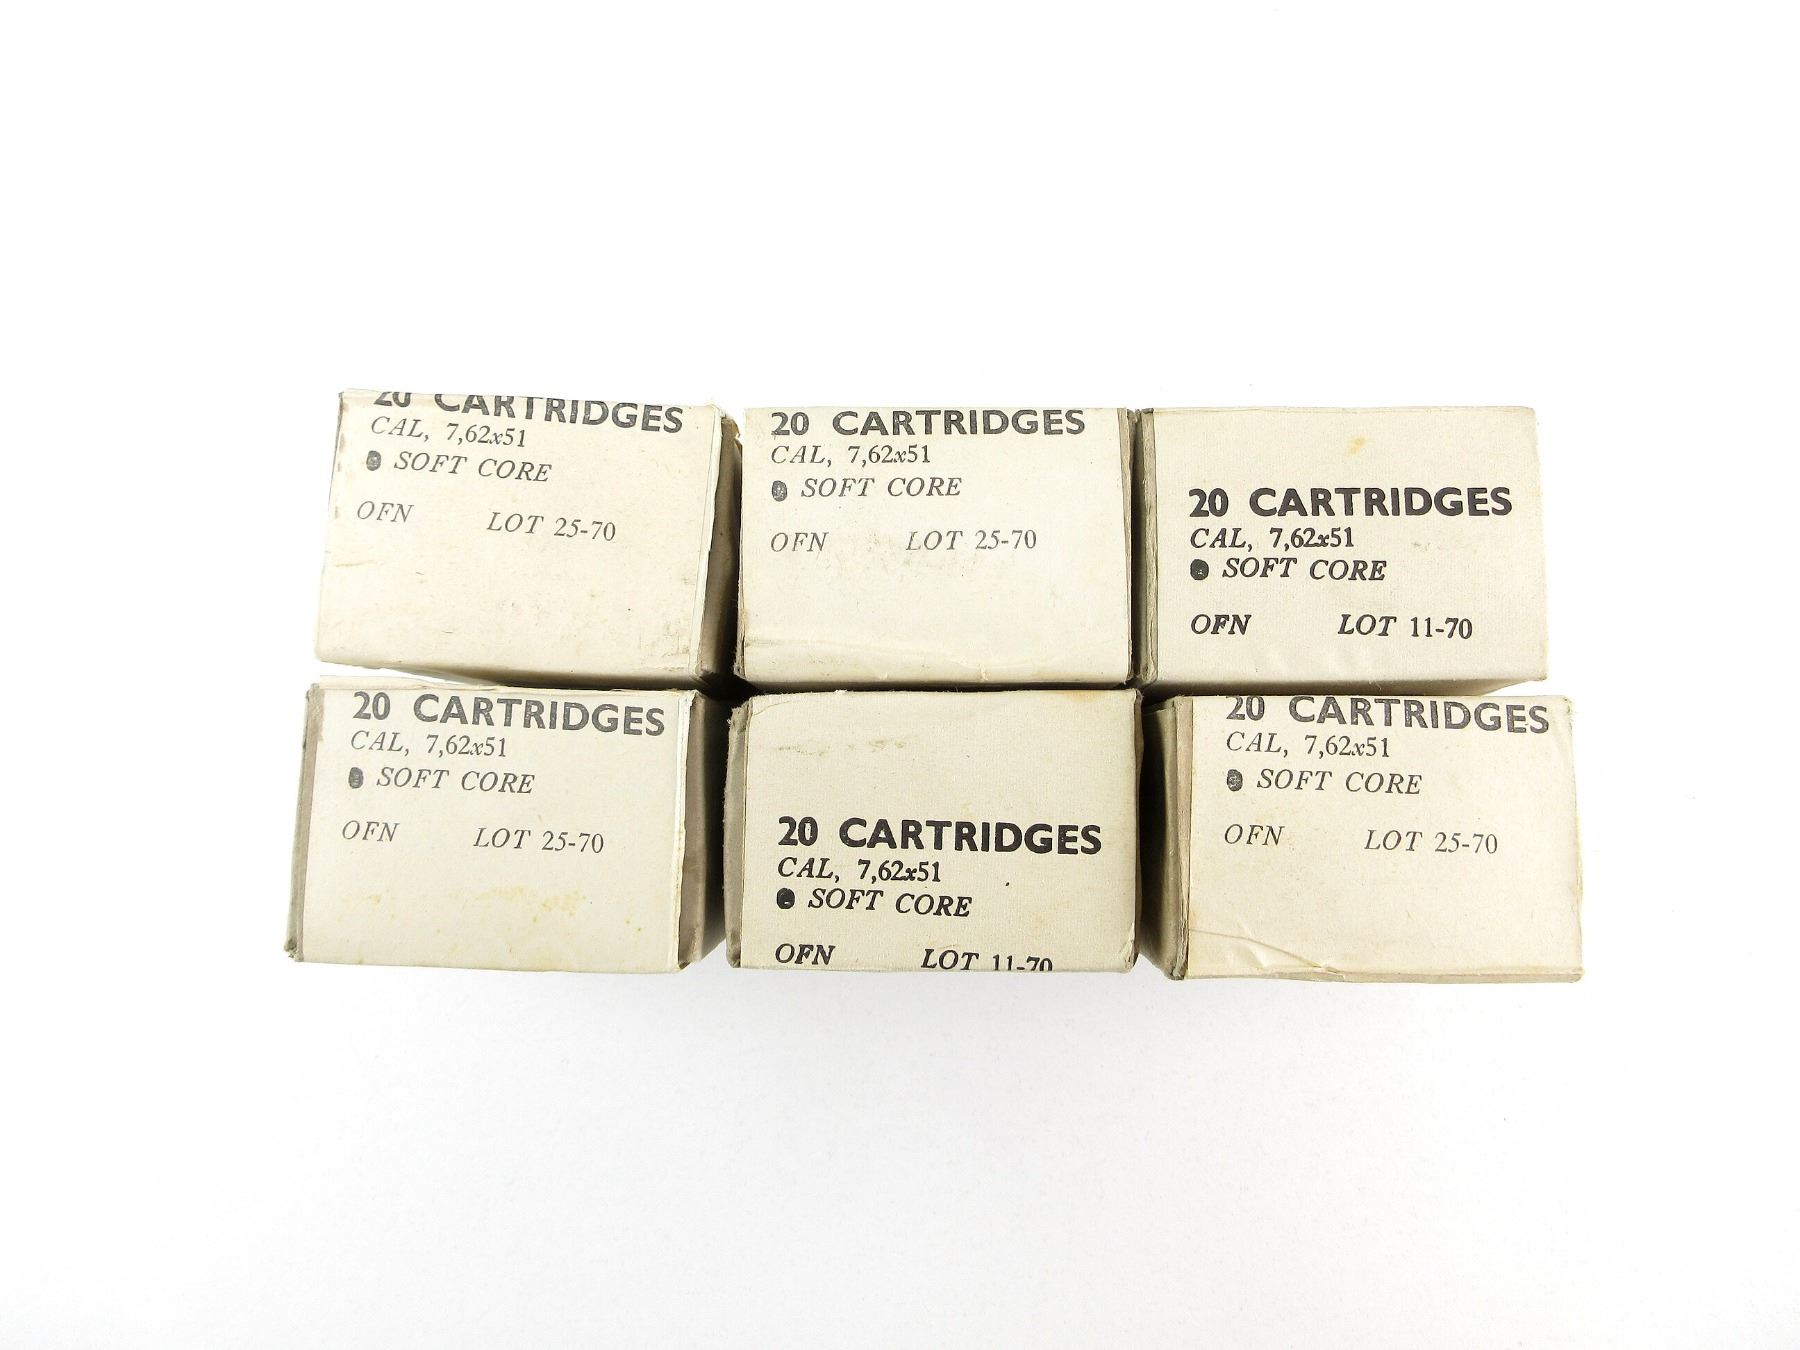 20 CARTRIDGES
CAL, 7,62x51
SOFT CORE
OFN LOT 25-70
20 CARTRIDGES
CAL, 7,62x51
SOFT CORE
OFN LOT 25-70
20 CARTRIDGES
CAL, 7,62x51
SOFT CORE
OFN LOT 11-70
20 CARTRIDGES
CAL, 7,62x51
SOFT CORE
OFN LOT 25-70
20 CARTRIDGES
CAL, 7,62x51
SOFT CORE
OFN LOT 11-70
20 CARTRIDGES
CAL, 7,62x51
SOFT CORE
OFN LOT 25-70